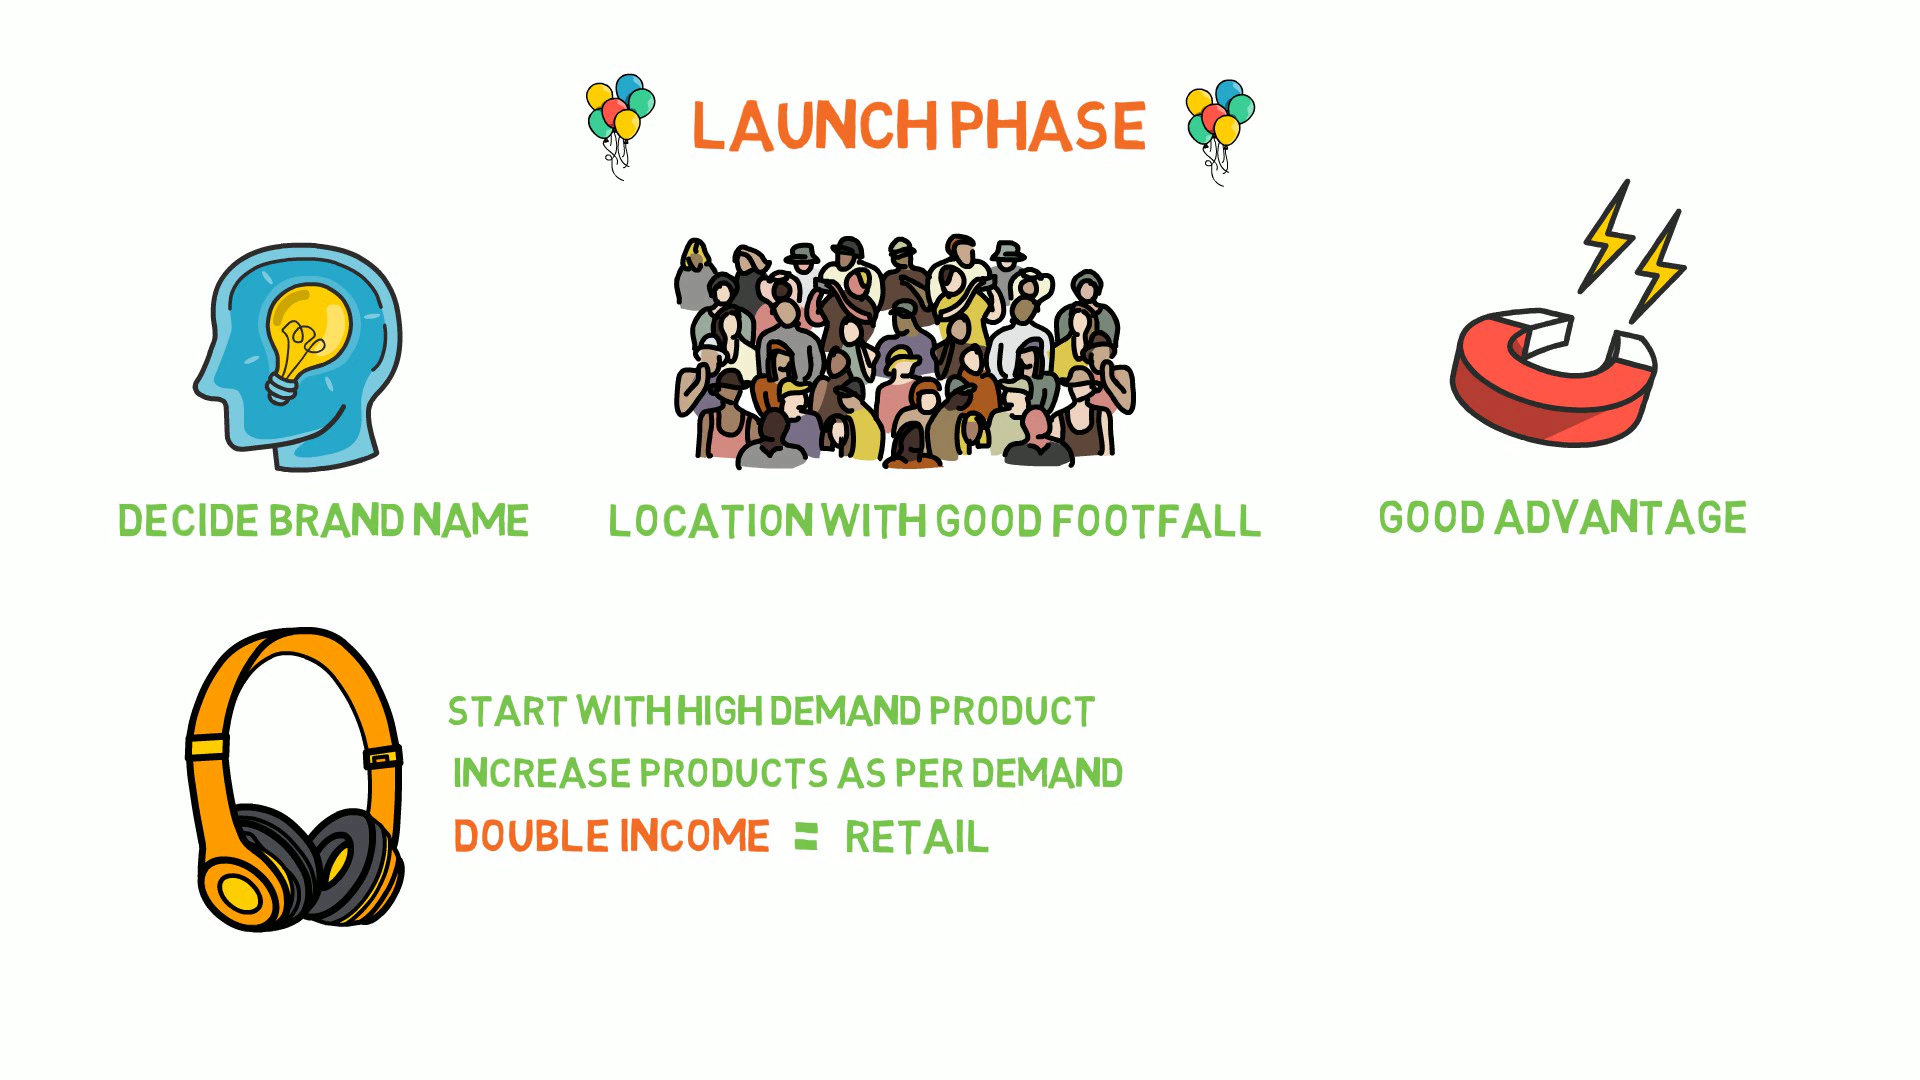 LAUNCH PHASE
DECIDE BRAND NAME
LOCATION WITH GOOD FOOTFALL
GOOD ADVANTAGE
START WITH HIGH DEMAND PRODUCT
INCREASE PRODUCTS AS PER DEMAND
DOUBLE INCOME = RETAIL